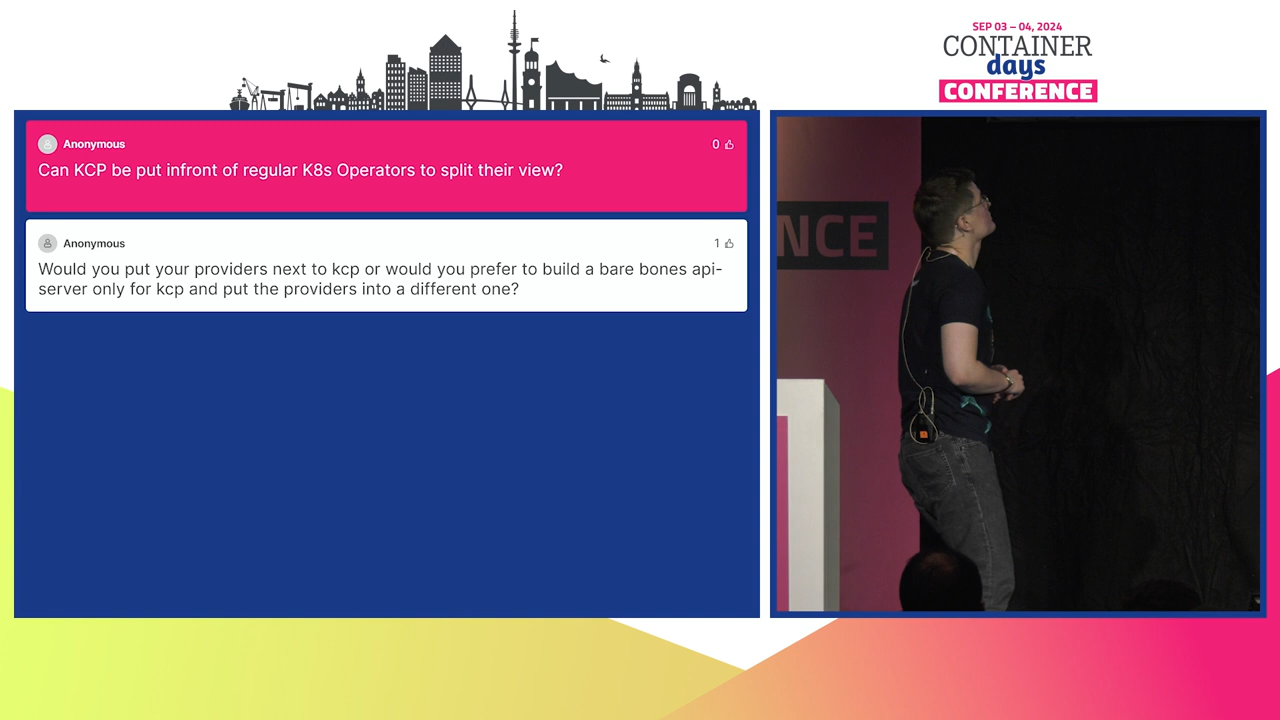 SEP 03 – 04, 2024
CONTAINER
days
CONFERENCE
Anonymous
0
Can KCP be put infront of regular K8s Operators to split their view?
Anonymous
1
Would you put your providers next to kcp or would you prefer to build a bare bones api-
server only for kcp and put the providers into a different one?
NCE